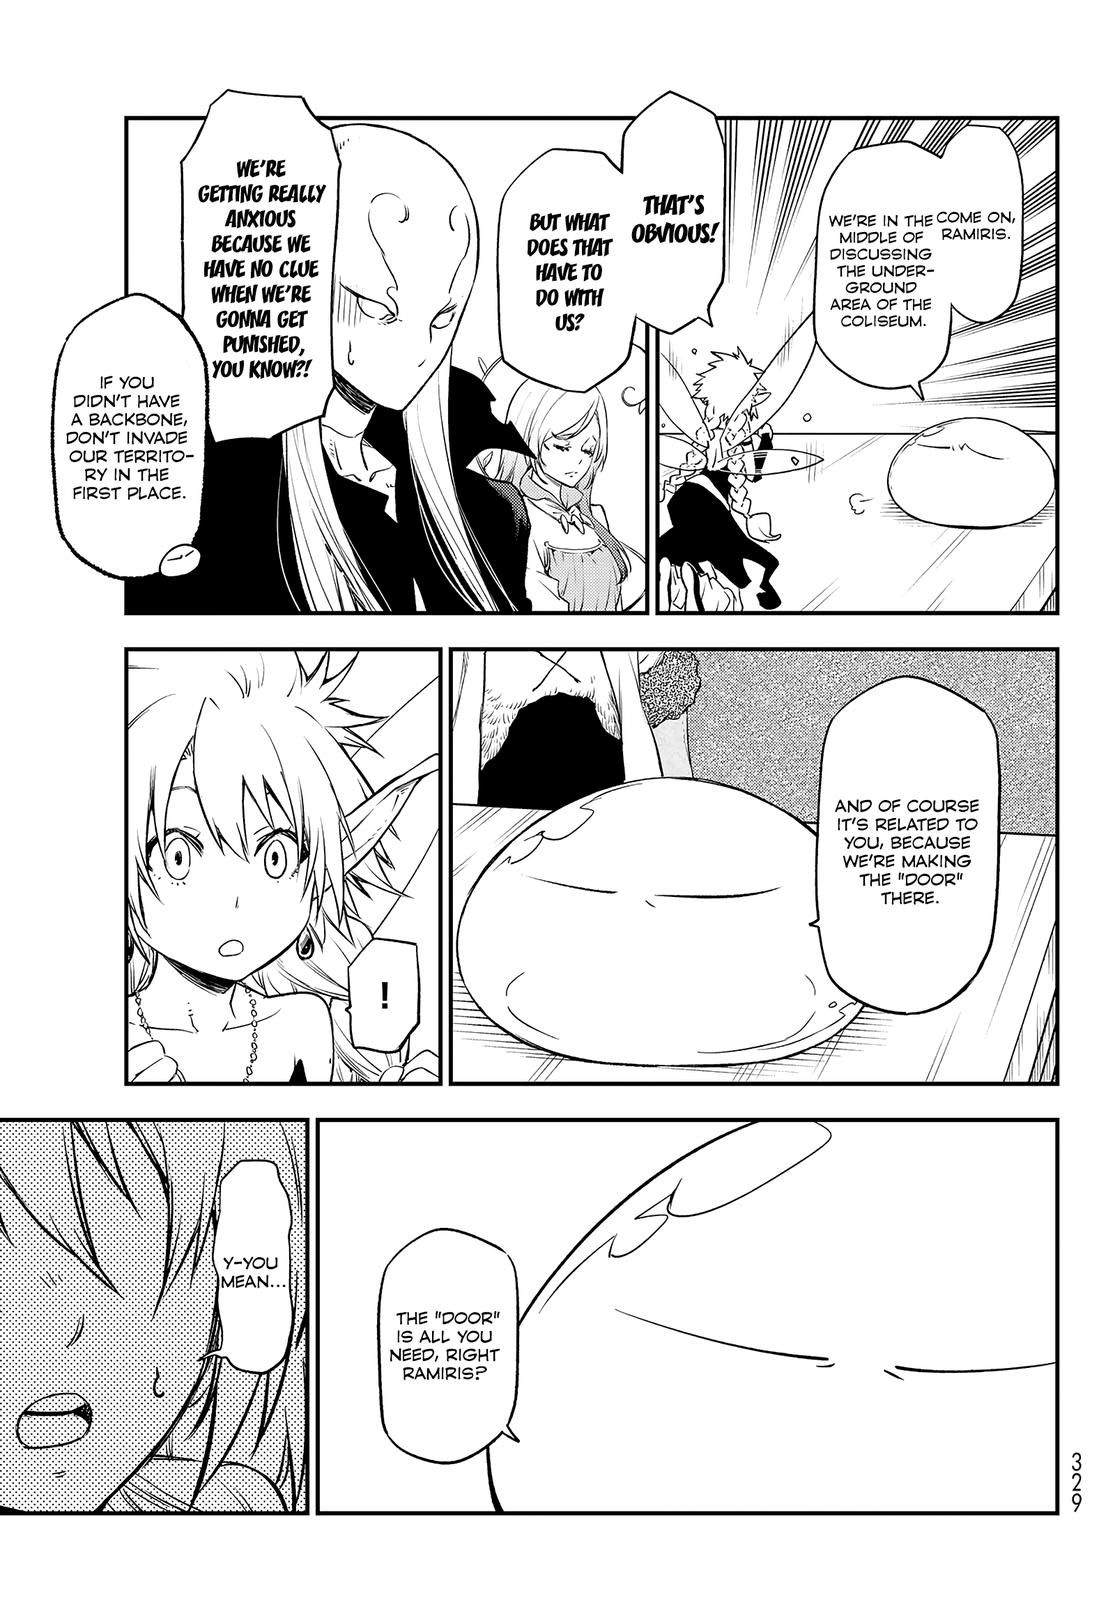 COME ON,
RAMIRIS.
WE'RE IN THE
MIDDLE OF
DISCUSSING
THE UNDER-
GROUND
AREA OF THE
COLISEUM.
THAT'S
OBVIOUS!
BUT WHAT
DOES THAT
HAVE TO
DO WITH
US?
WE'RE
GETTING REALLY
ANXIOUS
BECAUSE WE
HAVE NO CLUE
WHEN WE'RE
GONNA GET
PUNISHED,
YOU KNOW?!
IF YOU
DIDN'T HAVE
A BACKBONE,
DON'T INVADE
OUR TERRITO-
RY IN THE
FIRST PLACE.
AND OF COURSE
IT'S RELATED TO
YOU, BECAUSE
WE'RE MAKING
THE "DOOR"
THERE.
!
THE "DOOR"
IS ALL YOU
NEED, RIGHT
RAMIRIS?
Y-YOU
MEAN...
329